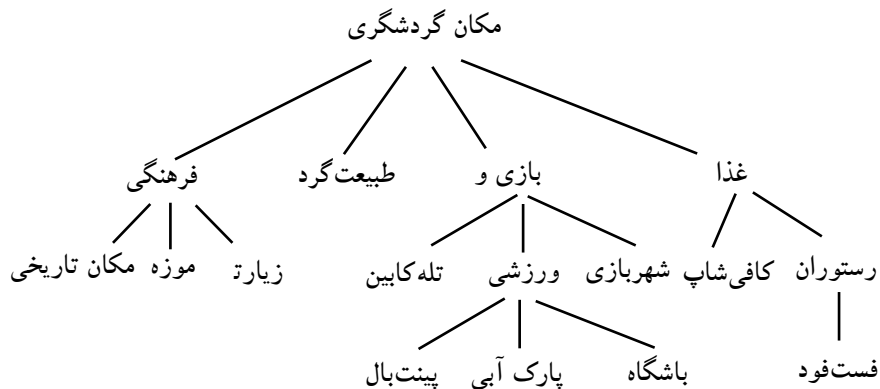 مکان گردشگری
غذا
بازی و
طبیعت‌گرد
فرهنگی
رستوران
کافی‌شاپ
شهربازی
ورزشی
تله‌کابین
زیارت
موزه
مکان تاریخی
فست‌فود
باشگاه
پارک آبی
پینت‌بال